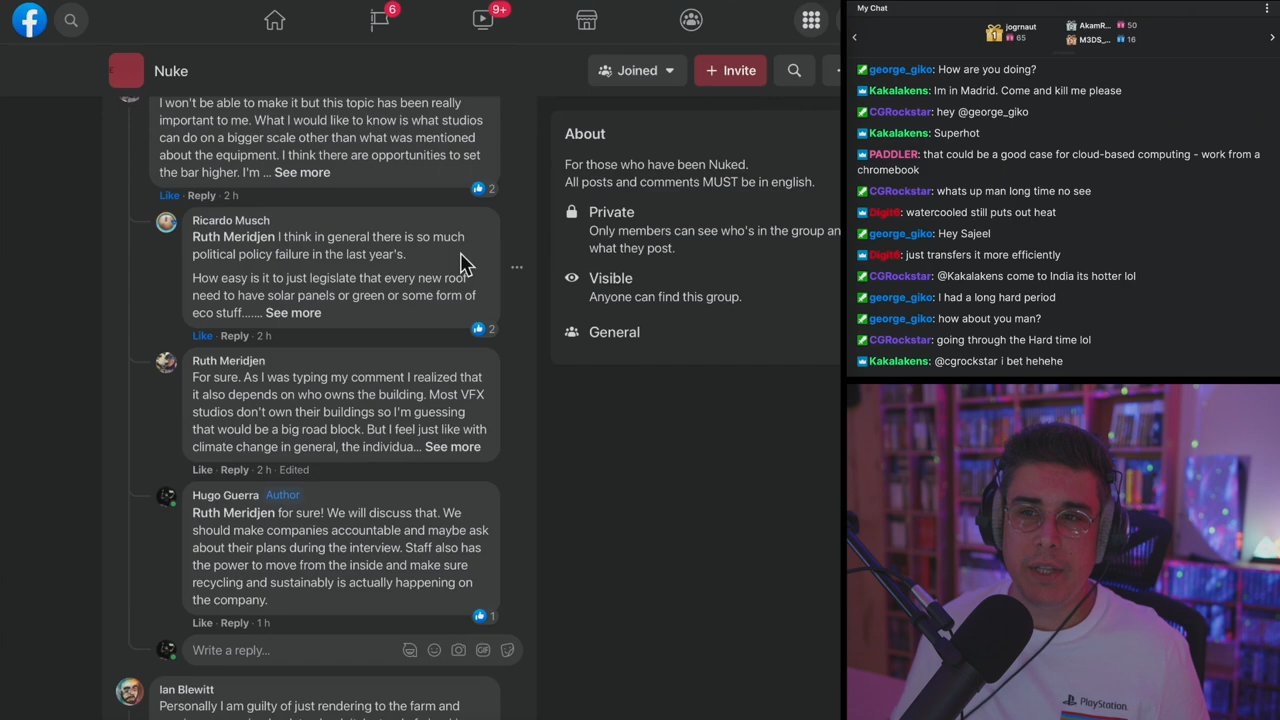 6
9+
Nuke
Joined
+ Invite
I won't be able to make it but this topic has been really
important to me. What I would like to know is what studios
can do on a bigger scale other than what was mentioned
about the equipment. I think there are opportunities to set
the bar higher. I'm ... See more
Like · Reply · 2 h
2
Ricardo Musch
Ruth Meridjen I think in general there is so much
political policy failure in the last year's.
How easy is it to just legislate that every new roof
need to have solar panels or green or some form of
eco stuff...... See more
Like · Reply · 2 h
2
Ruth Meridjen
For sure. As I was typing my comment I realized that
it also depends on who owns the building. Most VFX
studios don't own their buildings so I'm guessing
that would be a big road block. But I feel just like with
climate change in general, the individua... See more
Like · Reply · 2 h · Edited
Hugo Guerra Author
Ruth Meridjen for sure! We will discuss that. We
should make companies accountable and maybe ask
about their plans during the interview. Staff also has
the power to move from the inside and make sure
recycling and sustainably is actually happening on
the company.
1
Like · Reply · 1 h
Write a reply...
GIF
Ian Blewitt
Personally I am guilty of just rendering to the farm and
About
For those who have been Nuked.
All posts and comments MUST be in english.
Private
Only members can see who's in the group and
what they post.
Visible
Anyone can find this group.
General
My Chat
1
jogrnaut
65
AkamR... 50
M3DS_... 16
george_giko: How are you doing?
Kakalakens: Im in Madrid. Come and kill me please
CGRockstar: hey @george_giko
Kakalakens: Superhot
PADDLER: that could be a good case for cloud-based computing - work from a
chromebook
CGRockstar: whats up man long time no see
Digit6: watercooled still puts out heat
george_giko: Hey Sajeel
Digit6: just transfers it more efficiently
CGRockstar: @Kakalakens come to India its hotter lol
george_giko: I had a long hard period
george_giko: how about you man?
CGRockstar: going through the Hard time lol
Kakalakens: @cgrockstar i bet hehehe
PlayStation